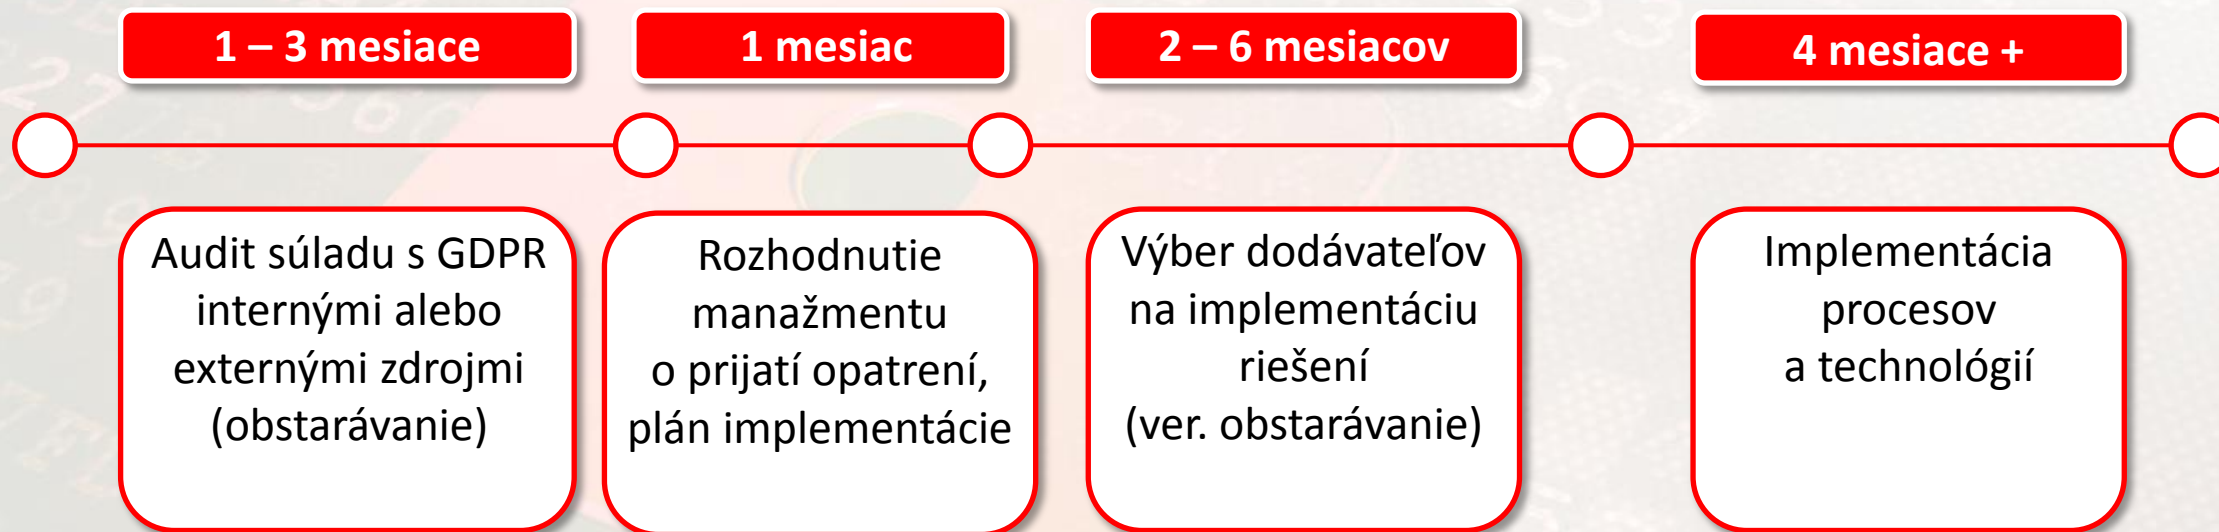 1 – 3 mesiace
1 mesiac
2 – 6 mesiacov
4 mesiace +
Audit súladu s GDPR
internými alebo
externými zdrojmi
(obstarávanie)
Rozhodnutie
manažmentu
o prijatí opatrení,
plán implementácie
Výber dodávateľov
na implementáciu
riešení
(ver. obstarávanie)
Implementácia
procesov
a technológií